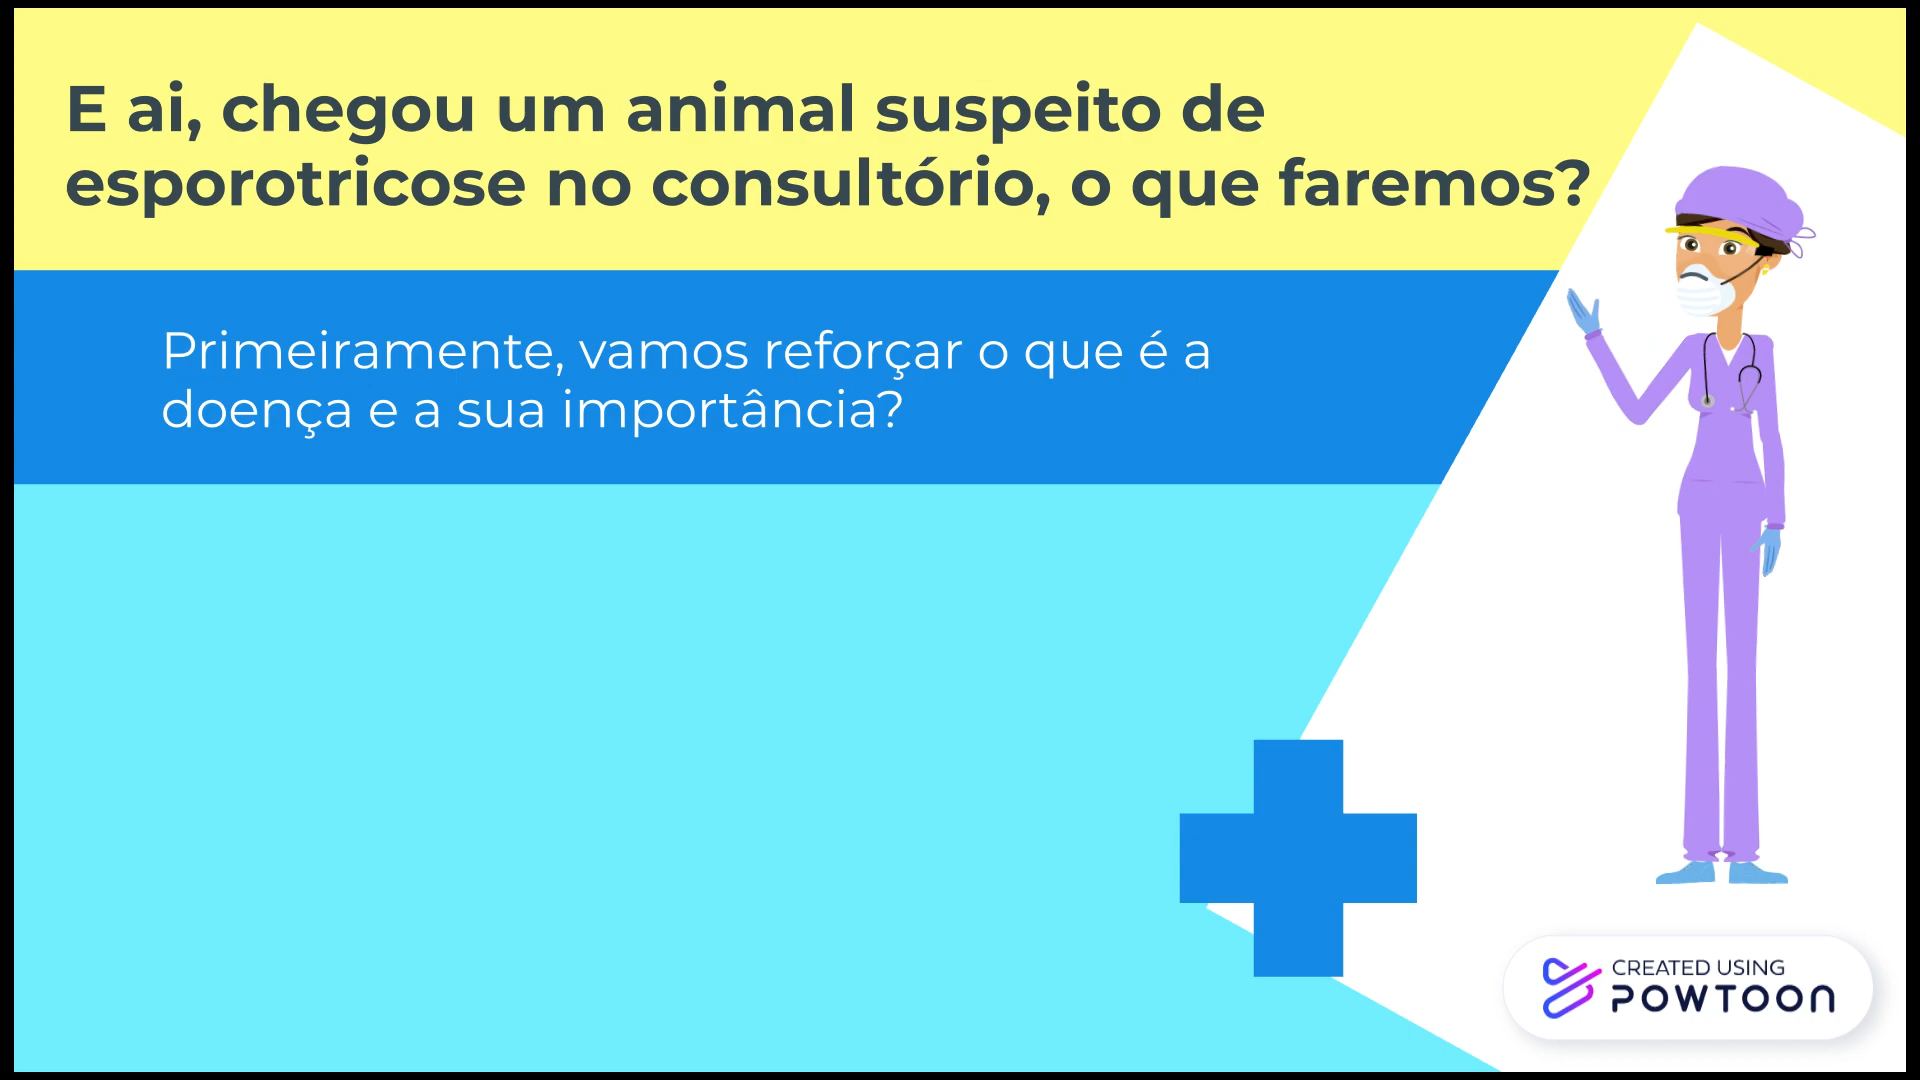 E ai, chegou um animal suspeito de
esporotricose no consultório, o que faremos?
Primeiramente, vamos reforçar o que é a
doença e a sua importância?
CREATED USING
POWTOON